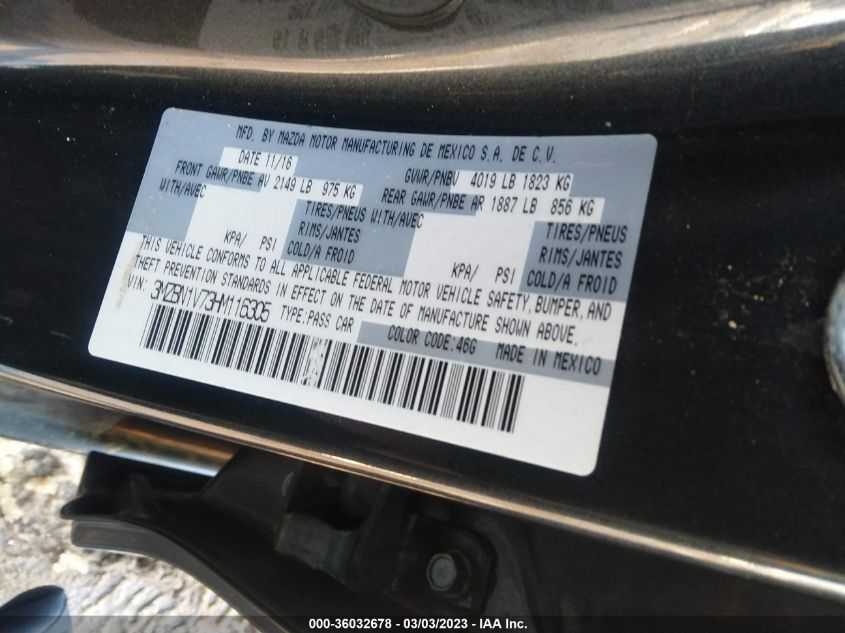 MFD. BY MAZDA MOTOR MANUFACTURING DE MEXICO S.A. DE C.V.
DATE 11/16 GVWR/PNBV 4019 LB 1823 KG
FRONT GAWR/PNBE AV 2149 LB 975 KG REAR GAWR/PNBE AR 1887 LB 856 KG
WITH/AVEC TIRES/PNEUS WITH/AVEC TIRES/PNEUS
RIMS/JANTES RIMS/JANTES
KPA/ PSI COLD/A FROID KPA/ PSI COLD/A FROID
THIS VEHICLE CONFORMS TO ALL APPLICABLE FEDERAL MOTOR VEHICLE SAFETY, BUMPER, AND
THEFT PREVENTION STANDARDS IN EFFECT ON THE DATE OF MANUFACTURE SHOWN ABOVE.
VIN: 3MZBN1V73HM116305 TYPE:PASS CAR COLOR CODE:46G MADE IN MEXICO
000-36032678 - 03/03/2023 - IAA Inc.